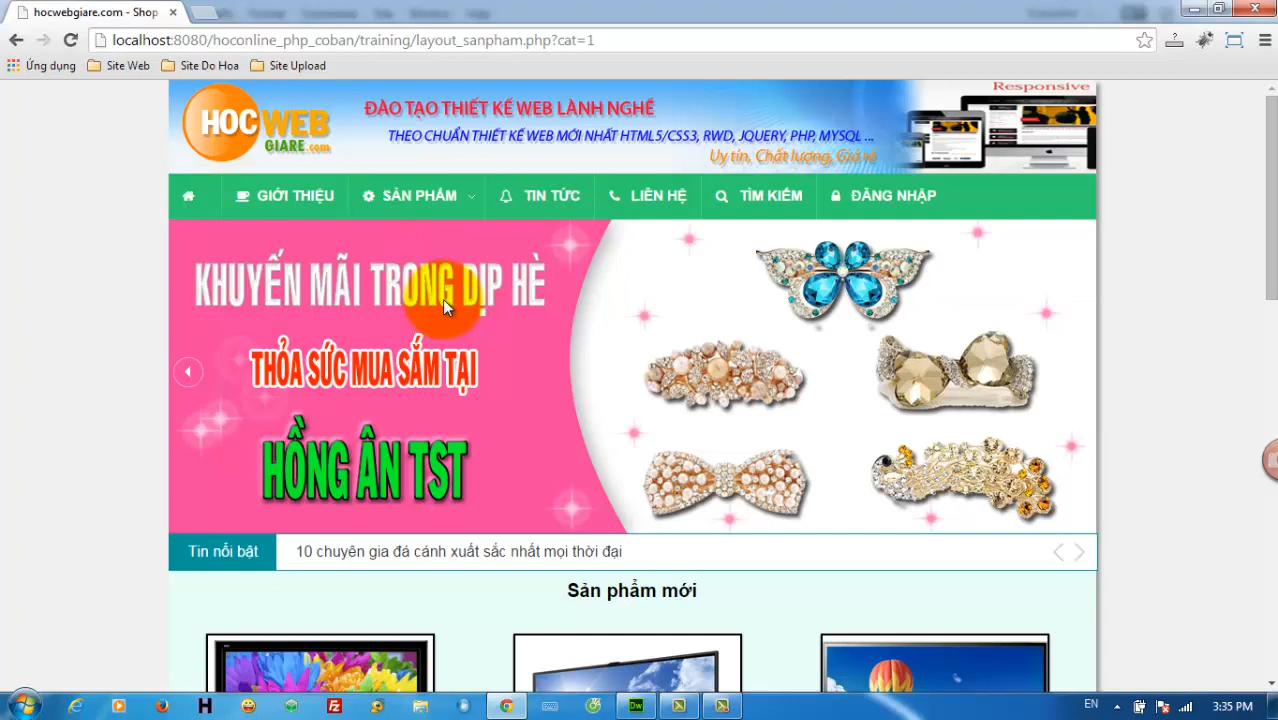 hocwebgiare.com - Shop
localhost:8080/hoconline_php_coban/training/layout_sanpham.php?cat=1
Ứng dụng
Site Web
Site Do Hoa
Site Upload
HOCWEB
GIARE.com
ĐÀO TẠO THIẾT KẾ WEB LÀNH NGHỀ
THEO CHUẨN THIẾT KẾ WEB MỚI NHẤT HTML5/CSS3, RWD, JQUERY, PHP, MYSQL ...
Uy tín, Chất lượng, Giá rẻ
Responsive
GIỚI THIỆU
SẢN PHẨM
TIN TỨC
LIÊN HỆ
TÌM KIẾM
ĐĂNG NHẬP
KHUYẾN MÃI TRONG DỊP HÈ
THỎA SỨC MUA SẮM TẠI
HỒNG ÂN TST
Tin nổi bật
10 chuyên gia đá cánh xuất sắc nhất mọi thời đại
Sản phẩm mới
H
Dw
EN
3:35 PM